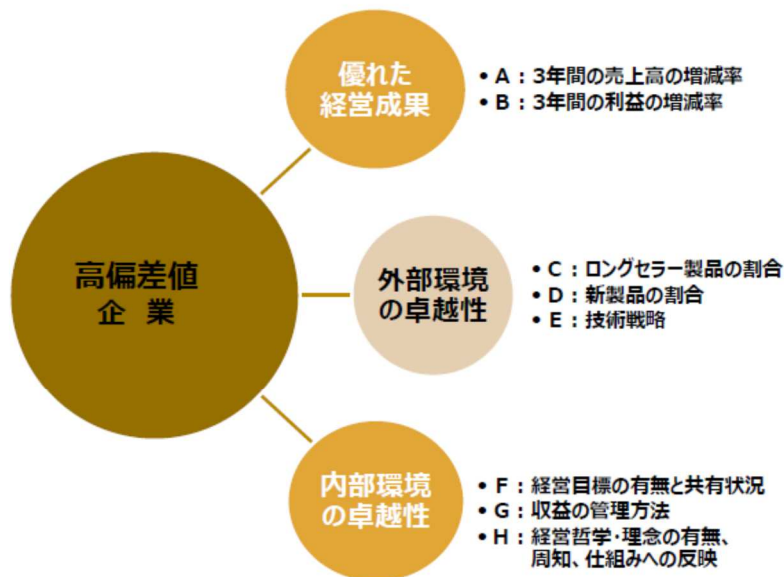 優れた
経営成果
• A：3年間の売上高の増減率
• B：3年間の利益の増減率
高偏差値
企 業
外部環境
の卓越性
• C：ロングセラー製品の割合
• D：新製品の割合
• E：技術戦略
内部環境
の卓越性
• F：経営目標の有無と共有状況
• G：収益の管理方法
• H：経営哲学・理念の有無、
周知、仕組みへの反映